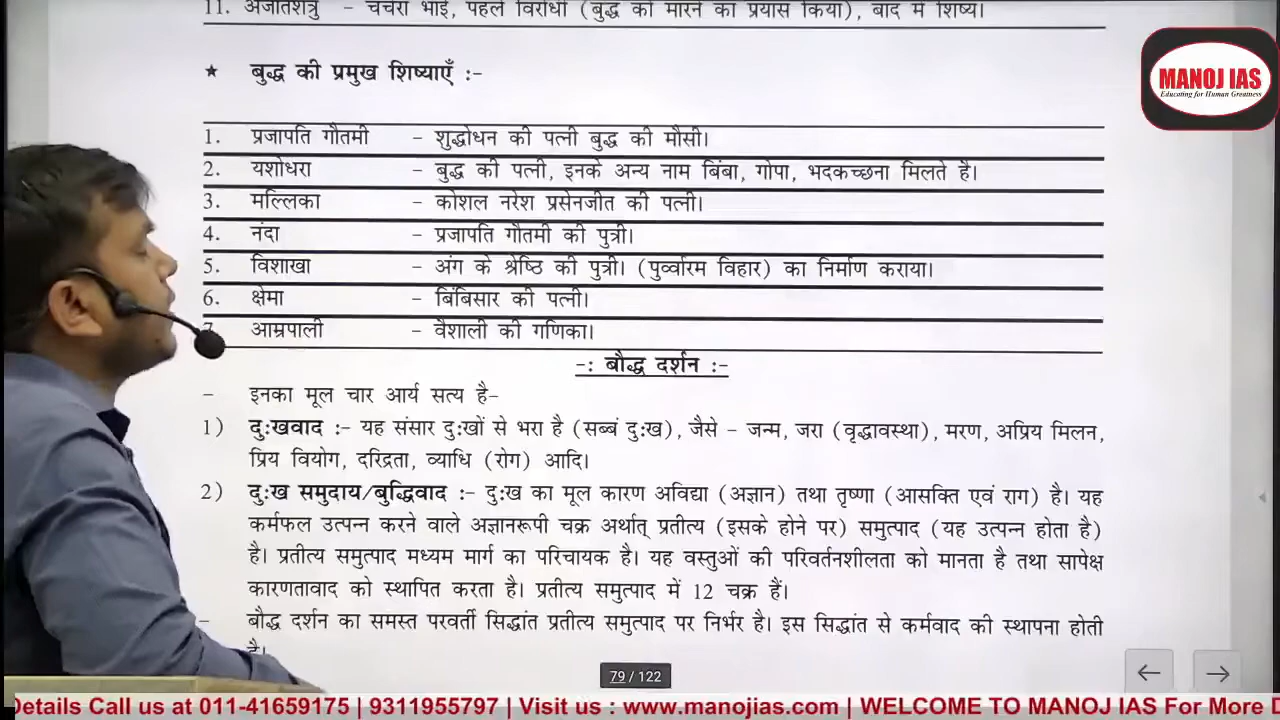 11. अजातशत्रु – चचेरा भाई, पहले विरोधी (बुद्ध को मारने का प्रयास किया), बाद में शिष्य।
MANOJ IAS
Educating for Human Greatness
★ बुद्ध की प्रमुख शिष्याएँ :-
1. प्रजापति गौतमी – शुद्धोधन की पत्नी बुद्ध की मौसी।
2. यशोधरा – बुद्ध की पत्नी, इनके अन्य नाम बिंबा, गोपा, भदकच्छना मिलते है।
3. मल्लिका – कोशल नरेश प्रसेनजीत की पत्नी।
4. नंदा – प्रजापति गौतमी की पुत्री।
5. विशाखा – अंग के श्रेष्ठि की पुत्री। (पुर्व्वारम विहार) का निर्माण कराया।
6. क्षेमा – बिंबिसार की पत्नी।
7. आम्रपाली – वैशाली की गणिका।
-: बौद्ध दर्शन :-
– इनका मूल चार आर्य सत्य है-
1) दुःखवाद :- यह संसार दुःखों से भरा है (सब्बं दुःख), जैसे – जन्म, जरा (वृद्धावस्था), मरण, अप्रिय मिलन,
प्रिय वियोग, दरिद्रता, व्याधि (रोग) आदि।
2) दुःख समुदाय/बुद्धिवाद :- दुःख का मूल कारण अविद्या (अज्ञान) तथा तृष्णा (आसक्ति एवं राग) है। यह
कर्मफल उत्पन्न करने वाले अज्ञानरूपी चक्र अर्थात् प्रतीत्य (इसके होने पर) समुत्पाद (यह उत्पन्न होता है)
है। प्रतीत्य समुत्पाद मध्यम मार्ग का परिचायक है। यह वस्तुओं की परिवर्तनशीलता को मानता है तथा सापेक्ष
कारणतावाद को स्थापित करता है। प्रतीत्य समुत्पाद में 12 चक्र हैं।
– बौद्ध दर्शन का समस्त परवर्ती सिद्धांत प्रतीत्य समुत्पाद पर निर्भर है। इस सिद्धांत से कर्मवाद की स्थापना होती
है।
79 / 122
Details Call us at 011-41659175 | 9311955797 | Visit us : www.manojias.com | WELCOME TO MANOJ IAS For More D